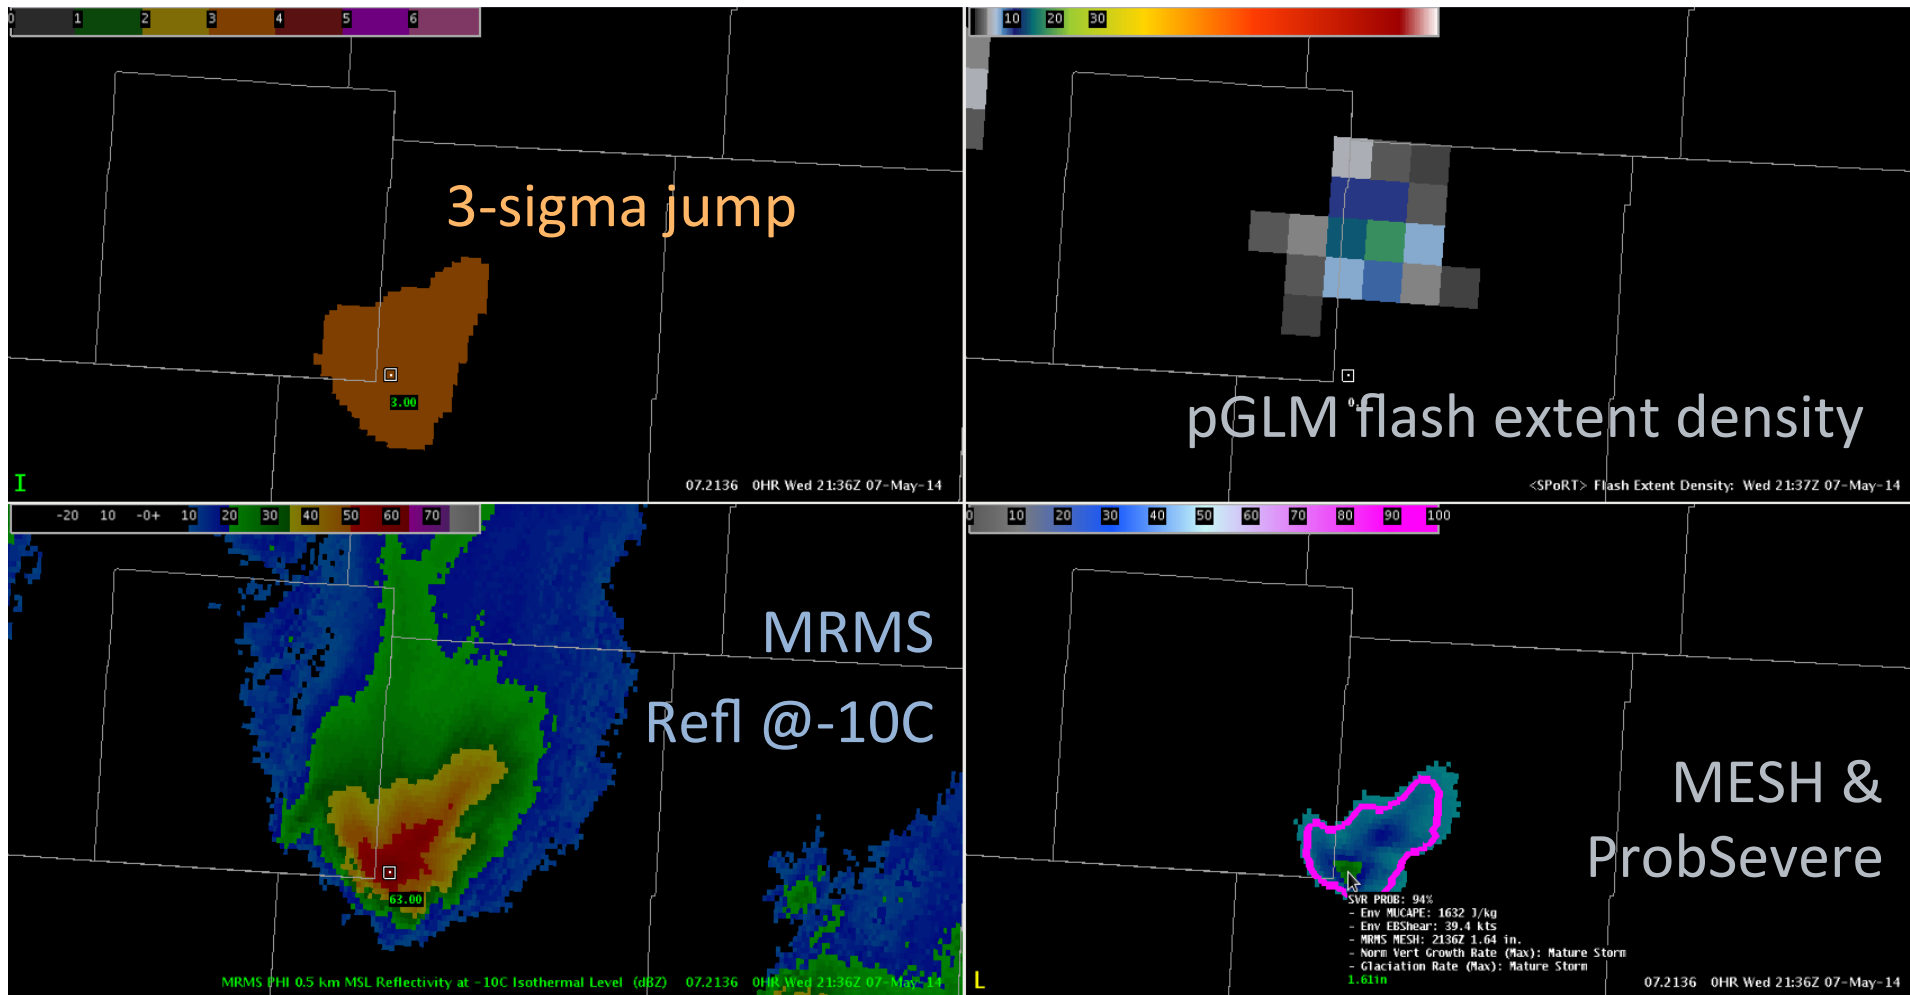 0 1 2 3 4 5 6
3-sigma jump
3.00
I
07.2136 0HR Wed 21:36Z 07-May-14
10 20 30
0.
pGLM flash extent density
<SPoRT> Flash Extent Density: Wed 21:37Z 07-May-14
-20 10 -0+ 10 20 30 40 50 60 70
MRMS
Refl @-10C
63.00
MRMS PHI 0.5 km MSL Reflectivity at -10C Isothermal Level (dBZ) 07.2136 0HR Wed 21:36Z 07-May-14
0 10 20 30 40 50 60 70 80 90 100
MESH &
ProbSevere
SVR PROB: 94%
- Env MUCAPE: 1632 J/kg
- Env EBShear: 39.4 kts
- MRMS MESH: 2136Z 1.64 in.
- Norm Vert Growth Rate (Max): Mature Storm
- Glaciation Rate (Max): Mature Storm
1.61in
L
07.2136 0HR Wed 21:36Z 07-May-14